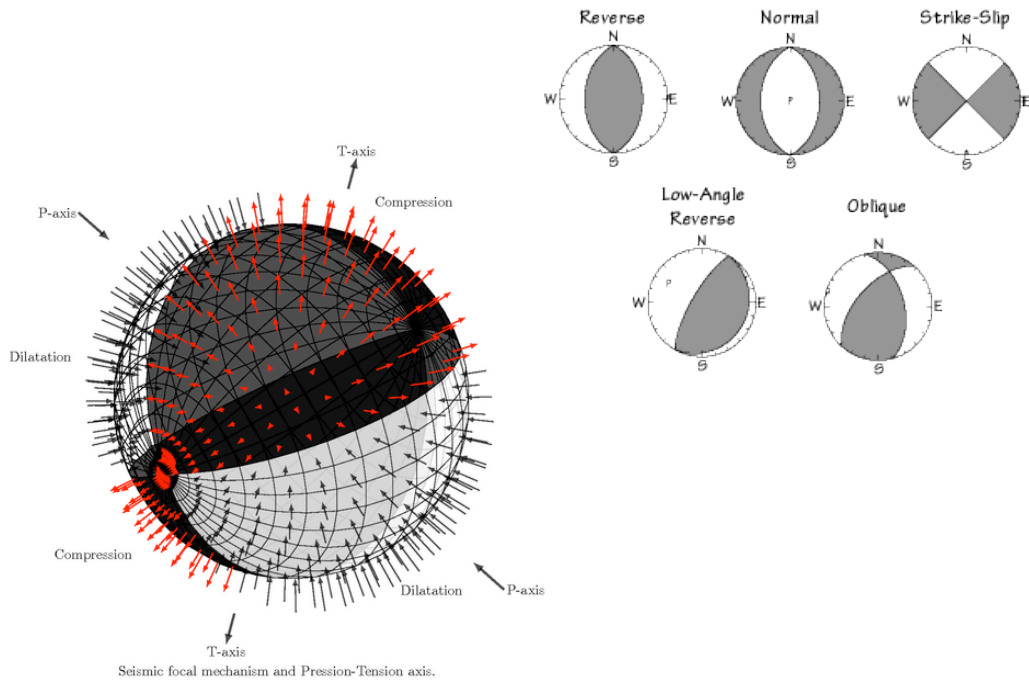 Reverse
N
W
E
S
Normal
N
W
P
E
S
Strike-Slip
N
W
E
S
T-axis
P-axis
Compression
Dilatation
Compression
Dilatation
P-axis
T-axis
Seismic focal mechanism and Pression-Tension axis.
Low-Angle
Reverse
N
P
W
E
S
Oblique
N
P
W
E
S